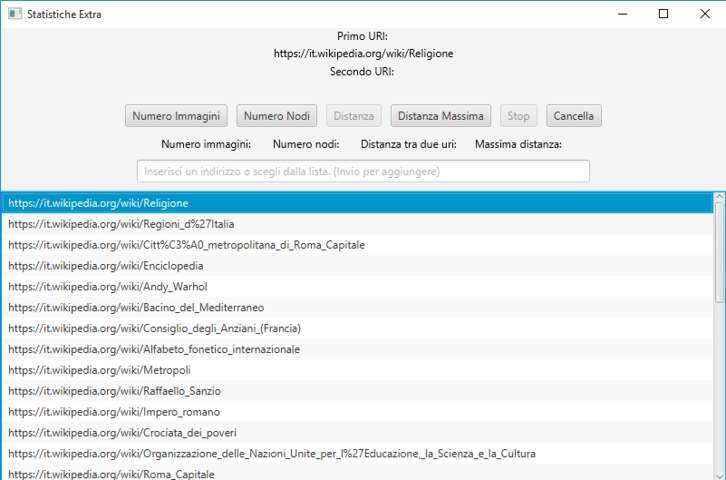 Statistiche Extra
Primo URI:
https://it.wikipedia.org/wiki/Religione
Secondo URI:
Numero Immagini Numero Nodi Distanza Distanza Massima Stop Cancella
Numero immagini: Numero nodi: Distanza tra due uri: Massima distanza:
Inserisci un indirizzo o scegli dalla lista. (Invio per aggiungere)
https://it.wikipedia.org/wiki/Religione
https://it.wikipedia.org/wiki/Regioni_d%27Italia
https://it.wikipedia.org/wiki/Citt%C3%A0_metropolitana_di_Roma_Capitale
https://it.wikipedia.org/wiki/Enciclopedia
https://it.wikipedia.org/wiki/Andy_Warhol
https://it.wikipedia.org/wiki/Bacino_del_Mediterraneo
https://it.wikipedia.org/wiki/Consiglio_degli_Anziani_(Francia)
https://it.wikipedia.org/wiki/Alfabeto_fonetico_internazionale
https://it.wikipedia.org/wiki/Metropoli
https://it.wikipedia.org/wiki/Raffaello_Sanzio
https://it.wikipedia.org/wiki/Impero_romano
https://it.wikipedia.org/wiki/Crociata_dei_poveri
https://it.wikipedia.org/wiki/Organizzazione_delle_Nazioni_Unite_per_l%27Educazione,_la_Scienza_e_la_Cultura
https://it.wikipedia.org/wiki/Roma_Capitale